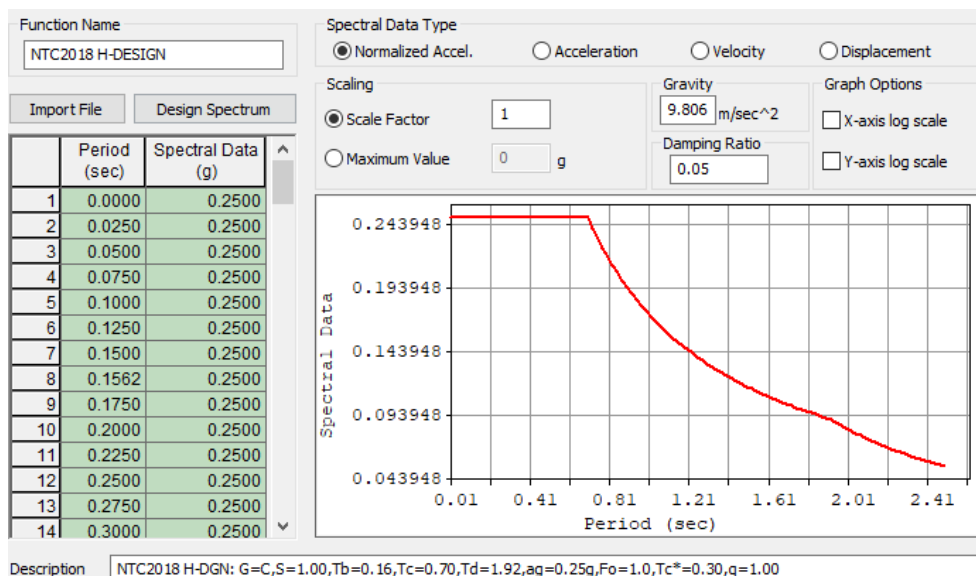 Function Name
NTC2018 H-DESIGN
Import File Design Spectrum
Spectral Data Type
Normalized Accel. Acceleration Velocity Displacement
Scaling
Scale Factor 1
Maximum Value 0 g
Gravity
9.806 m/sec^2
Damping Ratio
0.05
Graph Options
X-axis log scale
Y-axis log scale
Period (sec) Spectral Data (g)
1 0.0000 0.2500
2 0.0250 0.2500
3 0.0500 0.2500
4 0.0750 0.2500
5 0.1000 0.2500
6 0.1250 0.2500
7 0.1500 0.2500
8 0.1562 0.2500
9 0.1750 0.2500
10 0.2000 0.2500
11 0.2250 0.2500
12 0.2500 0.2500
13 0.2750 0.2500
14 0.3000 0.2500
Spectral Data
0.243948
0.193948
0.143948
0.093948
0.043948
0.01 0.41 0.81 1.21 1.61 2.01 2.41
Period (sec)
Description NTC2018 H-DGN: G=C,S=1.00,Tb=0.16,Tc=0.70,Td=1.92,ag=0.25g,Fo=1.0,Tc*=0.30,q=1.00